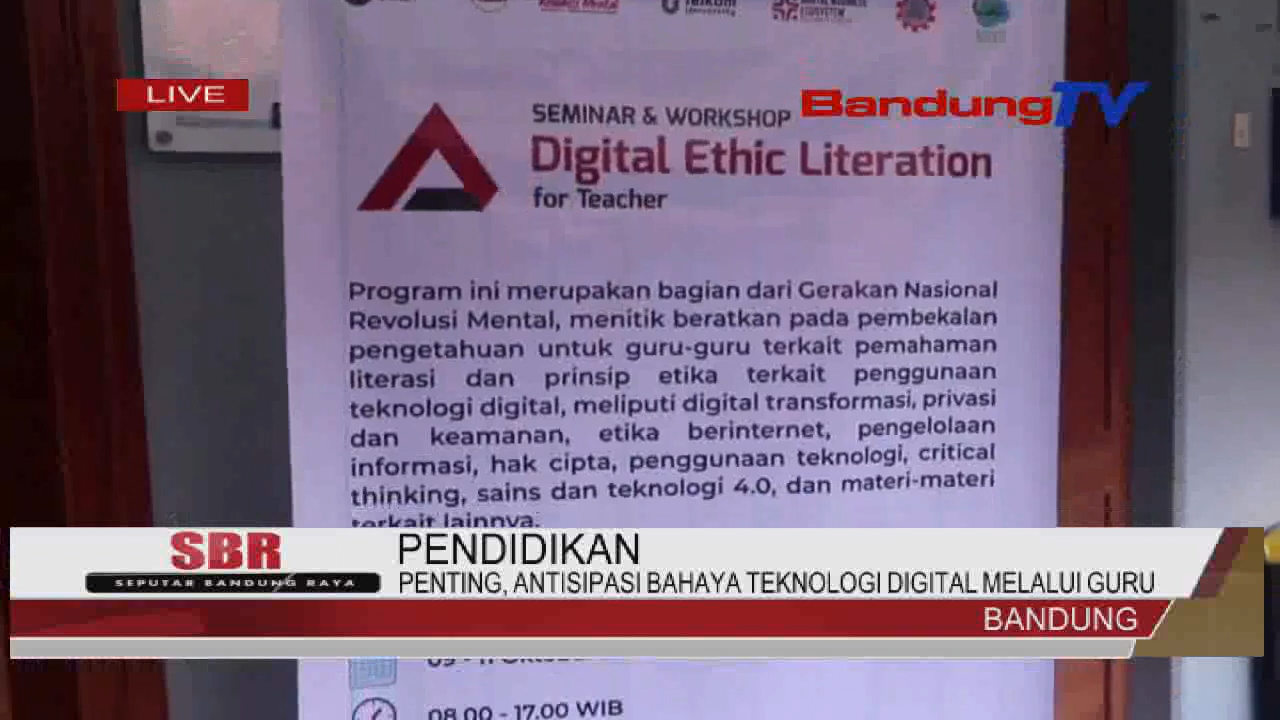 Telkom
University
LIVE
BandungTV
SEMINAR & WORKSHOP
Digital Ethic Literation
for Teacher
Program ini merupakan bagian dari Gerakan Nasional
Revolusi Mental, menitik beratkan pada pembekalan
pengetahuan untuk guru-guru terkait pemahaman
literasi dan prinsip etika terkait penggunaan
teknologi digital, meliputi digital transformasi, privasi
dan keamanan, etika berinternet, pengelolaan
informasi, hak cipta, penggunaan teknologi, critical
thinking, sains dan teknologi 4.0, dan materi-materi
terkait lainnya.
SBR
SEPUTAR BANDUNG RAYA
PENDIDIKAN
PENTING, ANTISIPASI BAHAYA TEKNOLOGI DIGITAL MELALUI GURU
BANDUNG
08.00 - 17.00 WIB